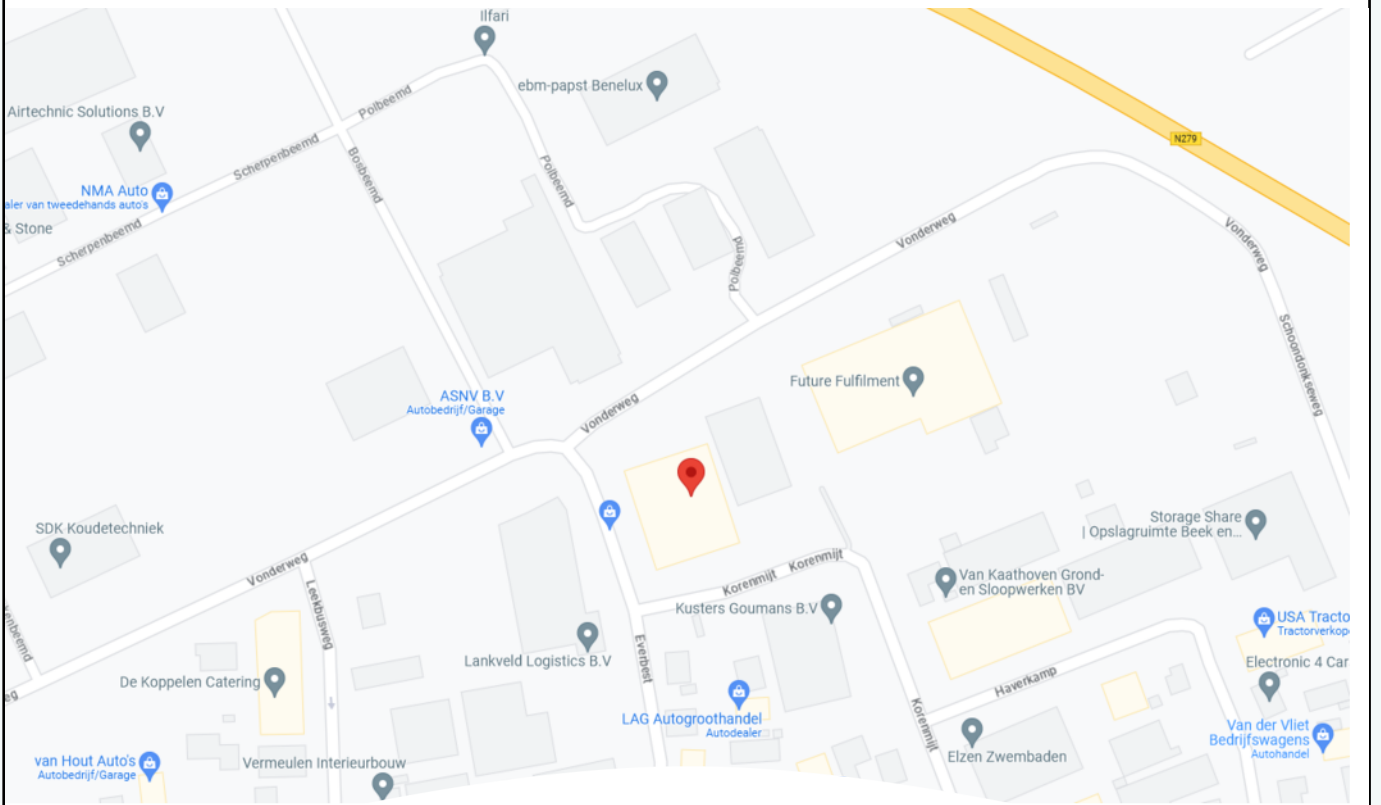 Ilfari
ebm-papst Benelux
Polbeemd
Airtechnic Solutions B.V
N279
Scherpenbeemd
Bosbeemd
Polbeemd
NMA Auto
aler van tweedehands auto's
& Stone
Scherpenbeemd
Vonderweg
Vonderweg
Polbeemd
Schoondonkseweg
Future Fulfilment
ASNV B.V
Autobedrijf/Garage
Vonderweg
SDK Koudetechniek
Storage Share
| Opslagruimte Beek en...
Vonderweg
Korenmijt
Korenmijt
Van Kaathoven Grond-
en Sloopwerken BV
Leekbusweg
Kusters Goumans B.V
USA Tracto
Tractorverkop
Everbest
Lankveld Logistics B.V
Electronic 4 Car
De Koppelen Catering
Haverkamp
LAG Autogroothandel
Autodealer
Korenmijt
Van der Vliet
Bedrijfswagens
Autohandel
Elzen Zwembaden
van Hout Auto's
Autobedrijf/Garage
Vermeulen Interieurbouw